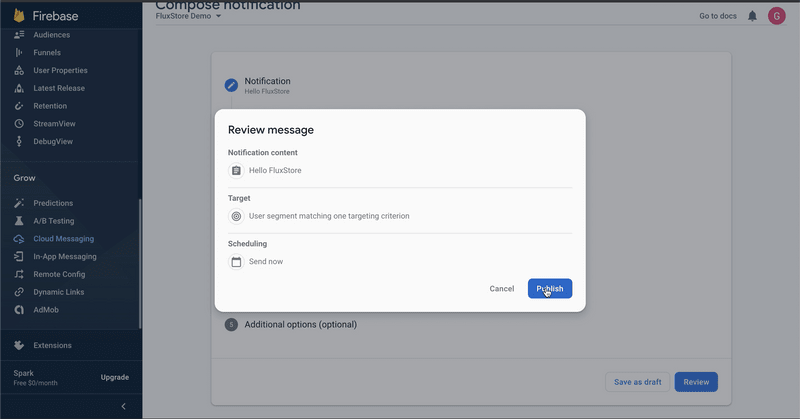 Firebase
Audiences
Funnels
User Properties
Latest Release
Retention
StreamView
DebugView
Grow
Predictions
A/B Testing
Cloud Messaging
In-App Messaging
Remote Config
Dynamic Links
AdMob
Extensions
Spark
Free $0/month
Upgrade
Compose notification
FluxStore Demo
Go to docs
G
Notification
Hello FluxStore
Review message
Notification content
Hello FluxStore
Target
User segment matching one targeting criterion
Scheduling
Send now
Cancel
Publish
5
Additional options (optional)
Save as draft
Review